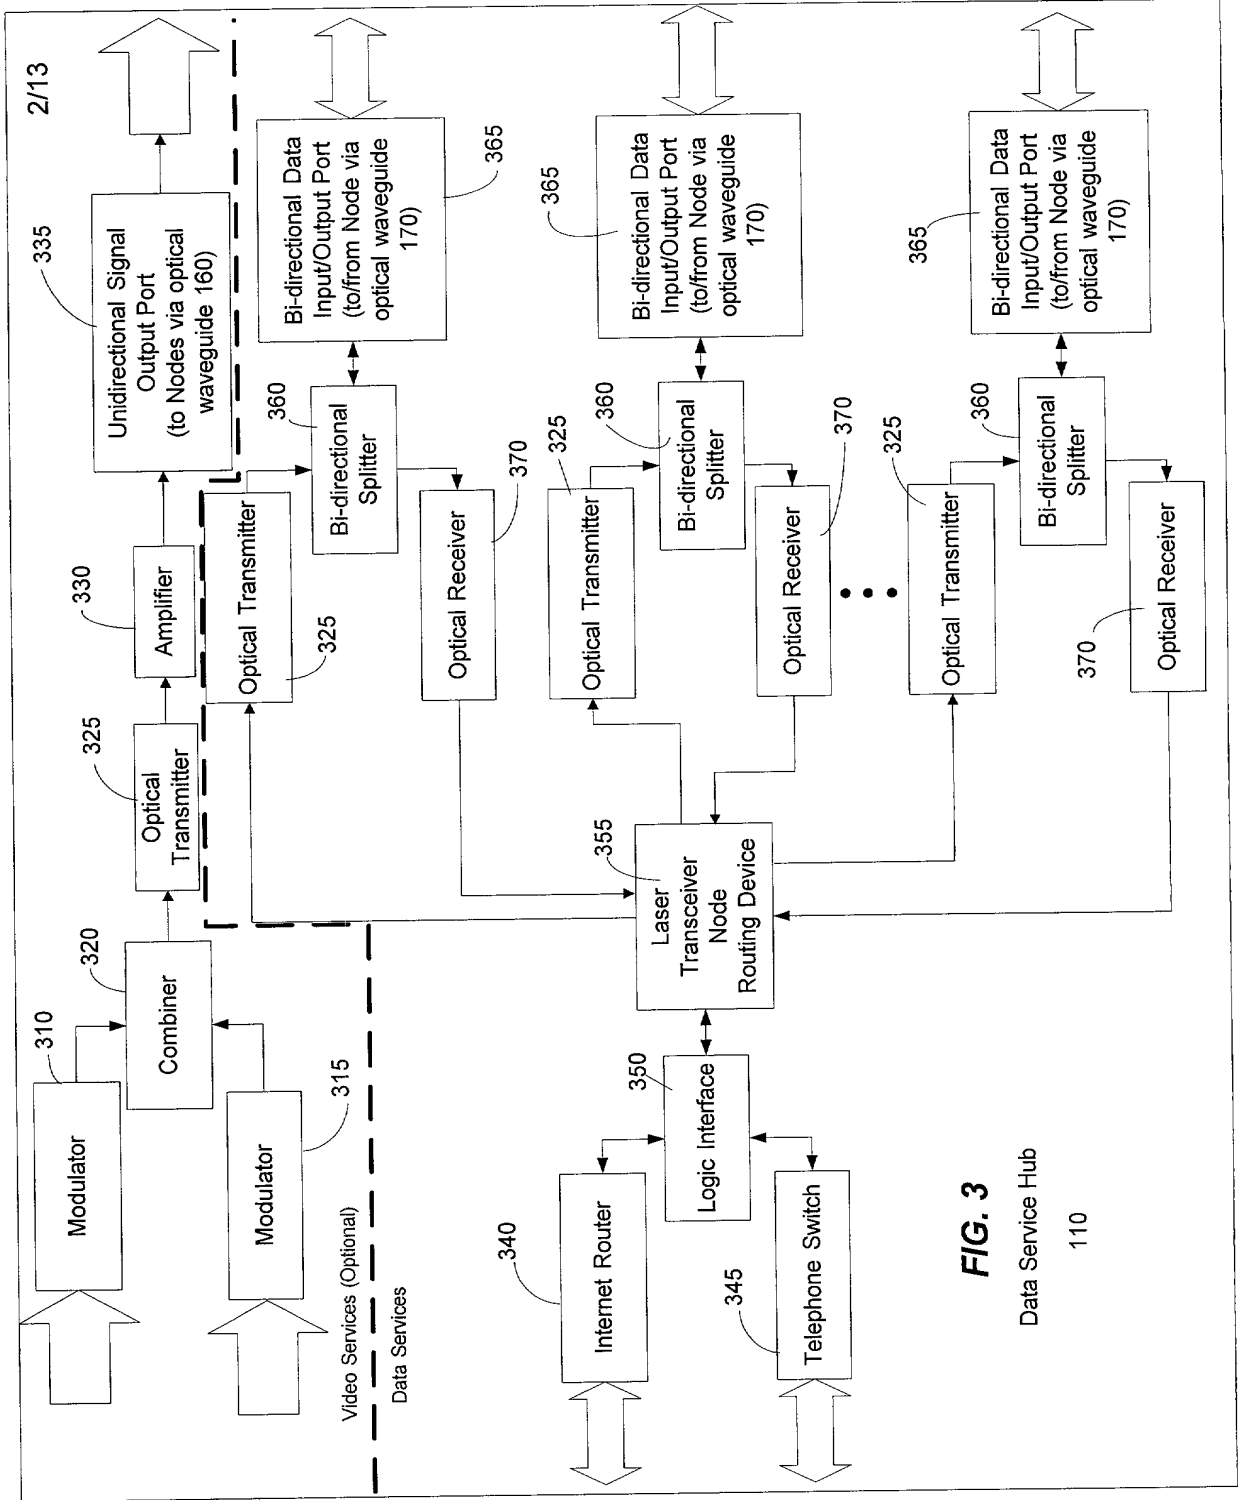 2/13
310
Modulator
Modulator
315
320
Combiner
325
Optical
Transmitter
330
Amplifier
335
Unidirectional Signal
Output Port
(to Nodes via optical
waveguide 160)
Video Services (Optional)
Data Services
340
Internet Router
345
Telephone Switch
350
Logic Interface
355
Laser
Transceiver
Node
Routing Device
Optical Transmitter
325
360
Bi-directional
Splitter
370
Optical Receiver
Bi-directional Data
Input/Output Port
(to/from Node via
optical waveguide
170)
365
325
Optical Transmitter
360
Bi-directional
Splitter
Optical Receiver
370
365
Bi-directional Data
Input/Output Port
(to/from Node via
optical waveguide
170)
325
Optical Transmitter
360
Bi-directional
Splitter
370
Optical Receiver
365
Bi-directional Data
Input/Output Port
(to/from Node via
optical waveguide
170)
FIG. 3
Data Service Hub
110